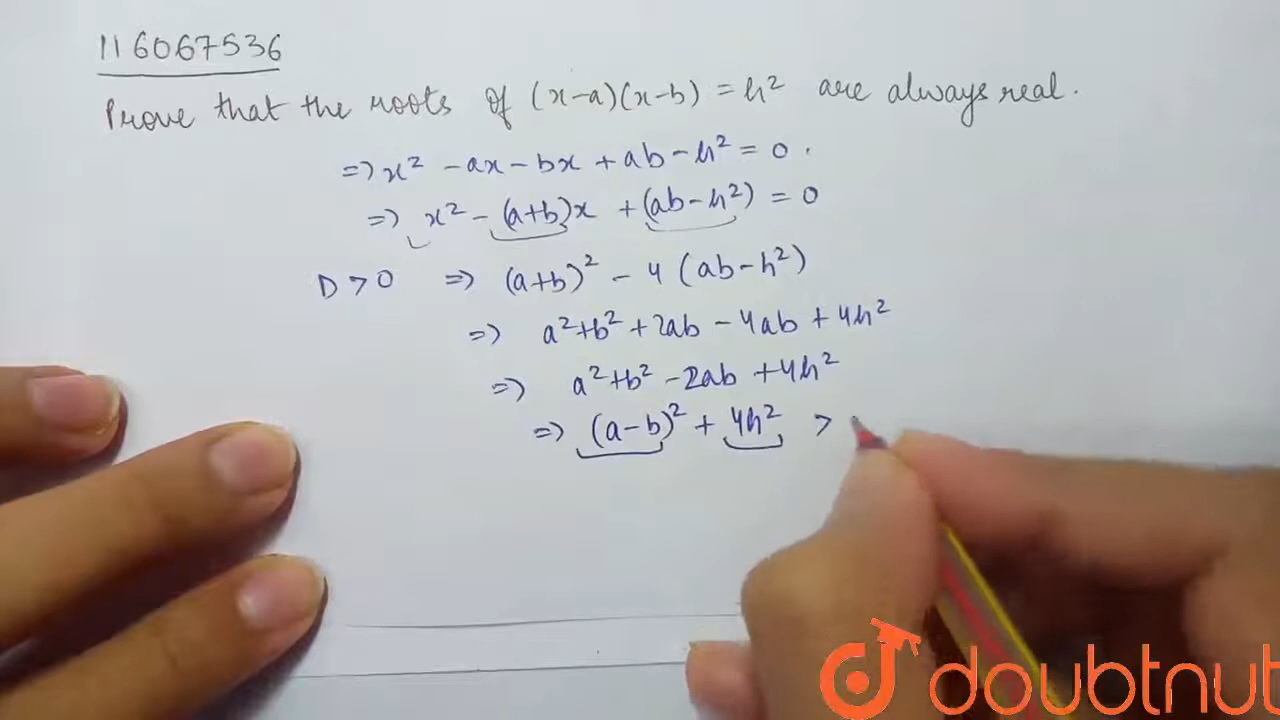 116067536
Prove that the roots of (x-a)(x-b) = h² are always real.
=> x² - ax - bx + ab - h² = 0.
=> x² - (a+b)x + (ab - h²) = 0
D > 0 => (a+b)² - 4 (ab - h²)
=> a² + b² + 2ab - 4ab + 4h²
=> a² + b² - 2ab + 4h²
=> (a-b)² + 4h² >
doubtnut